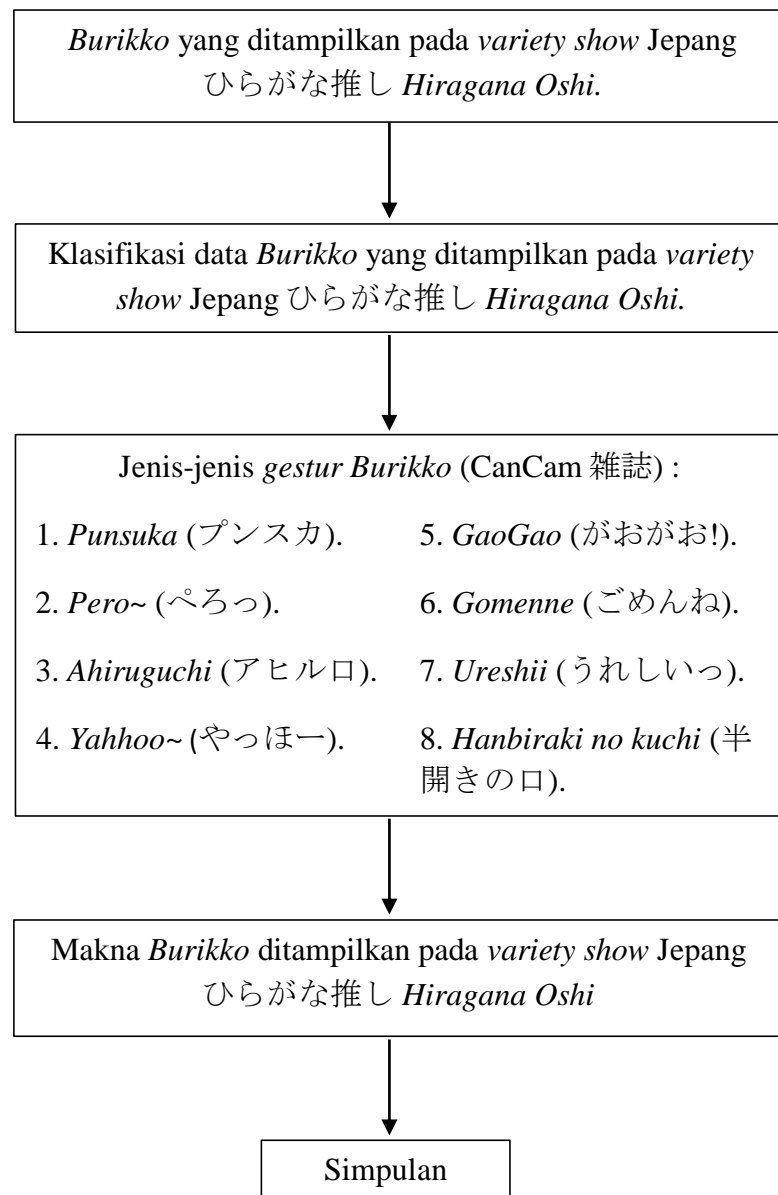 Burikko yang ditampilkan pada variety show Jepang
ひらがな推し Hiragana Oshi.
Klasifikasi data Burikko yang ditampilkan pada variety
show Jepang ひらがな推し Hiragana Oshi.
Jenis-jenis gestur Burikko (CanCam 雑誌) :
1. Punsuka (プンスカ).
2. Pero~ (ぺろっ).
3. Ahiruguchi (アヒル口).
4. Yahhoo~ (やっほー).
5. GaoGao (がおがお!).
6. Gomenne (ごめんね).
7. Ureshii (うれしいっ).
8. Hanbiraki no kuchi (半
開きの口).
Makna Burikko ditampilkan pada variety show Jepang
ひらがな推し Hiragana Oshi
Simpulan